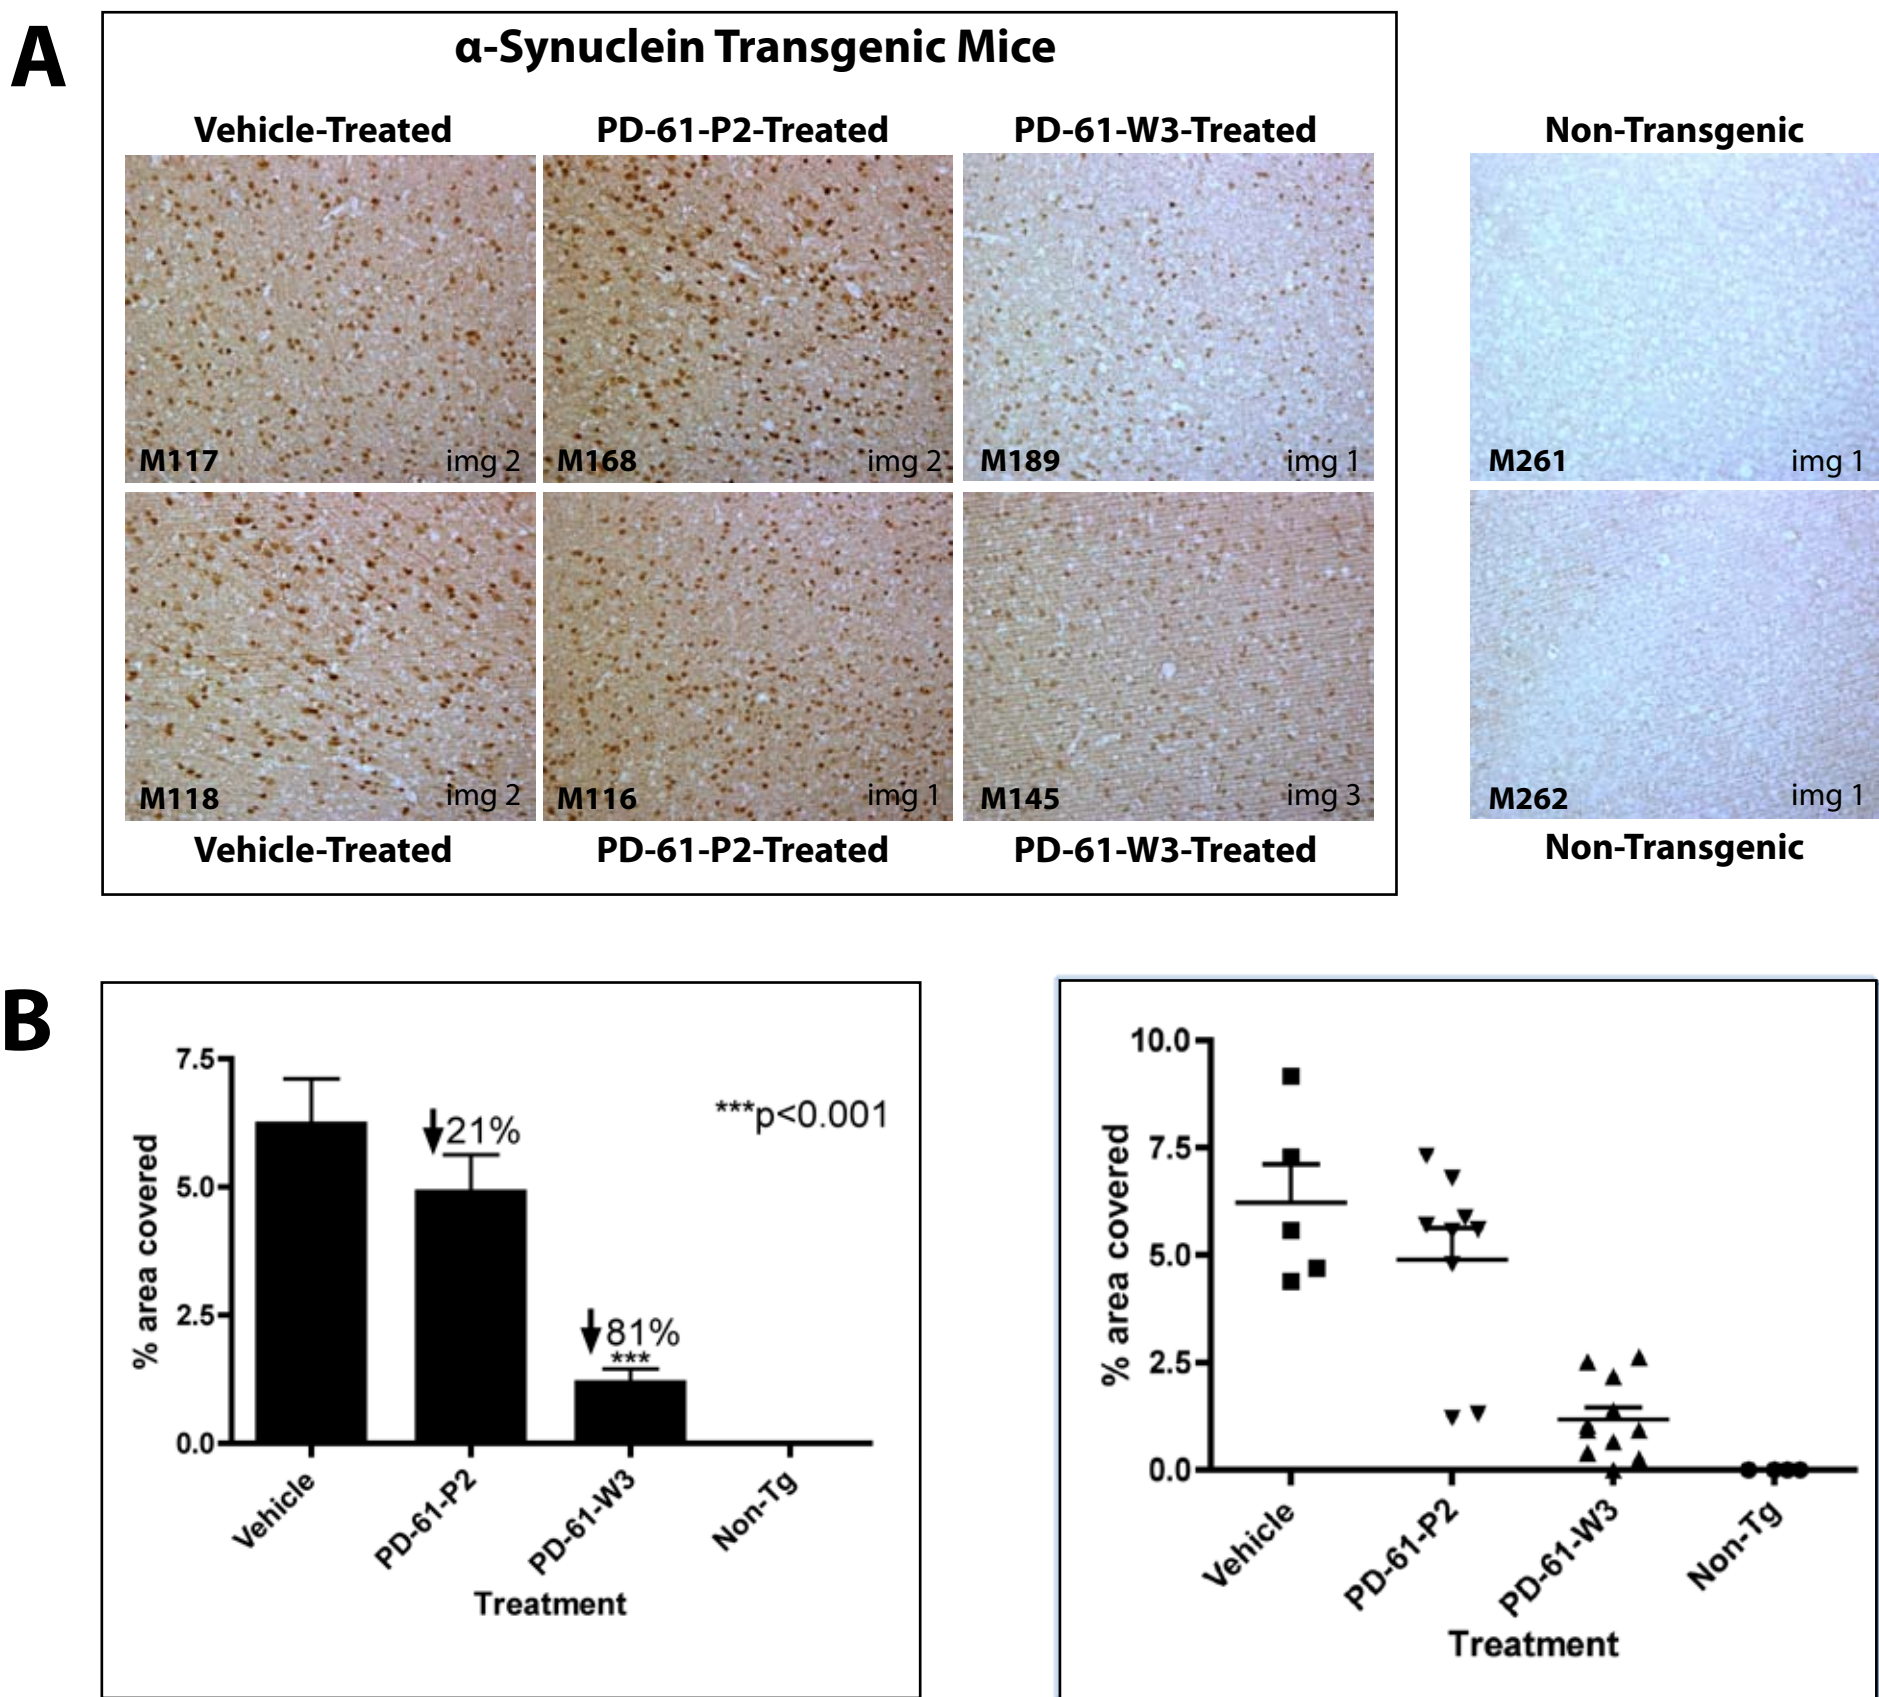 A
α-Synuclein Transgenic Mice
Vehicle-Treated
PD-61-P2-Treated
PD-61-W3-Treated
Non-Transgenic
M117
img 2
M168
img 2
M189
img 1
M261
img 1
M118
img 2
M116
img 1
M145
img 3
M262
img 1
Vehicle-Treated
PD-61-P2-Treated
PD-61-W3-Treated
Non-Transgenic
B
% area covered
7.5
5.0
2.5
0.0
21%
81%
***
***p<0.001
Vehicle
PD-61-P2
PD-61-W3
Non-Tg
Treatment
% area covered
10.0
7.5
5.0
2.5
0.0
Vehicle
PD-61-P2
PD-61-W3
Non-Tg
Treatment